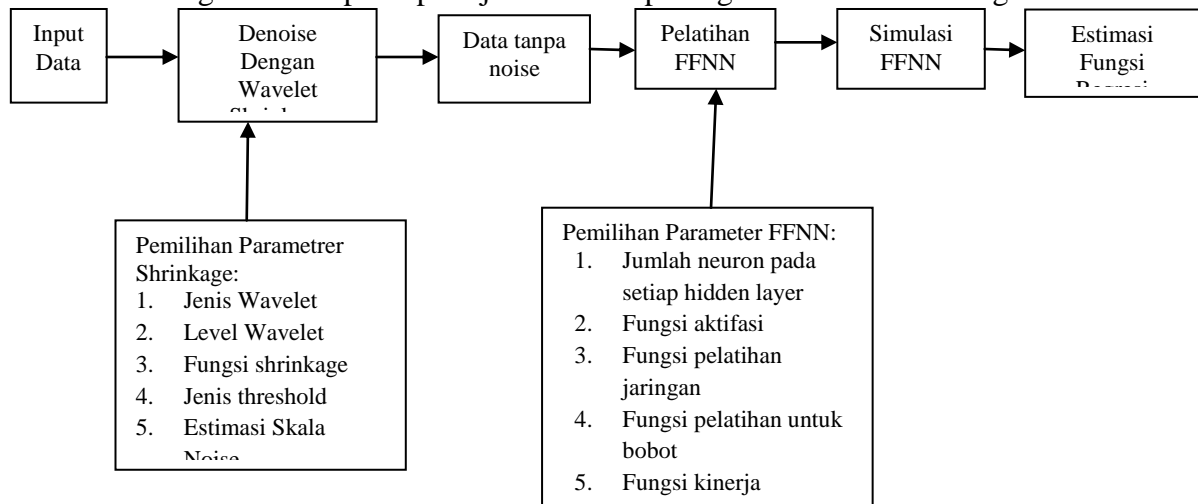 Input
Data
Denoise
Dengan
Wavelet
Data tanpa
noise
Pelatihan
FFNN
Simulasi
FFNN
Estimasi
Fungsi
Pemilihan Parametrer
Shrinkage:
1. Jenis Wavelet
2. Level Wavelet
3. Fungsi shrinkage
4. Jenis threshold
5. Estimasi Skala
Noise
Pemilihan Parameter FFNN:
1. Jumlah neuron pada
setiap hidden layer
2. Fungsi aktifasi
3. Fungsi pelatihan
jaringan
4. Fungsi pelatihan untuk
bobot
5. Fungsi kinerja